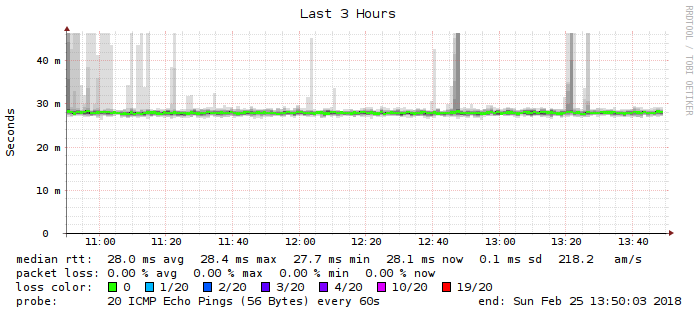 Last 3 Hours
RRDTOOL / TOBI OETIKER
Seconds
40 m
30 m
20 m
10 m
0
11:00 11:20 11:40 12:00 12:20 12:40 13:00 13:20 13:40
median rtt: 28.0 ms avg 28.4 ms max 27.7 ms min 28.1 ms now 0.1 ms sd 218.2 am/s
packet loss: 0.00 % avg 0.00 % max 0.00 % min 0.00 % now
loss color: 0 1/20 2/20 3/20 4/20 10/20 19/20
probe: 20 ICMP Echo Pings (56 Bytes) every 60s end: Sun Feb 25 13:50:03 2018